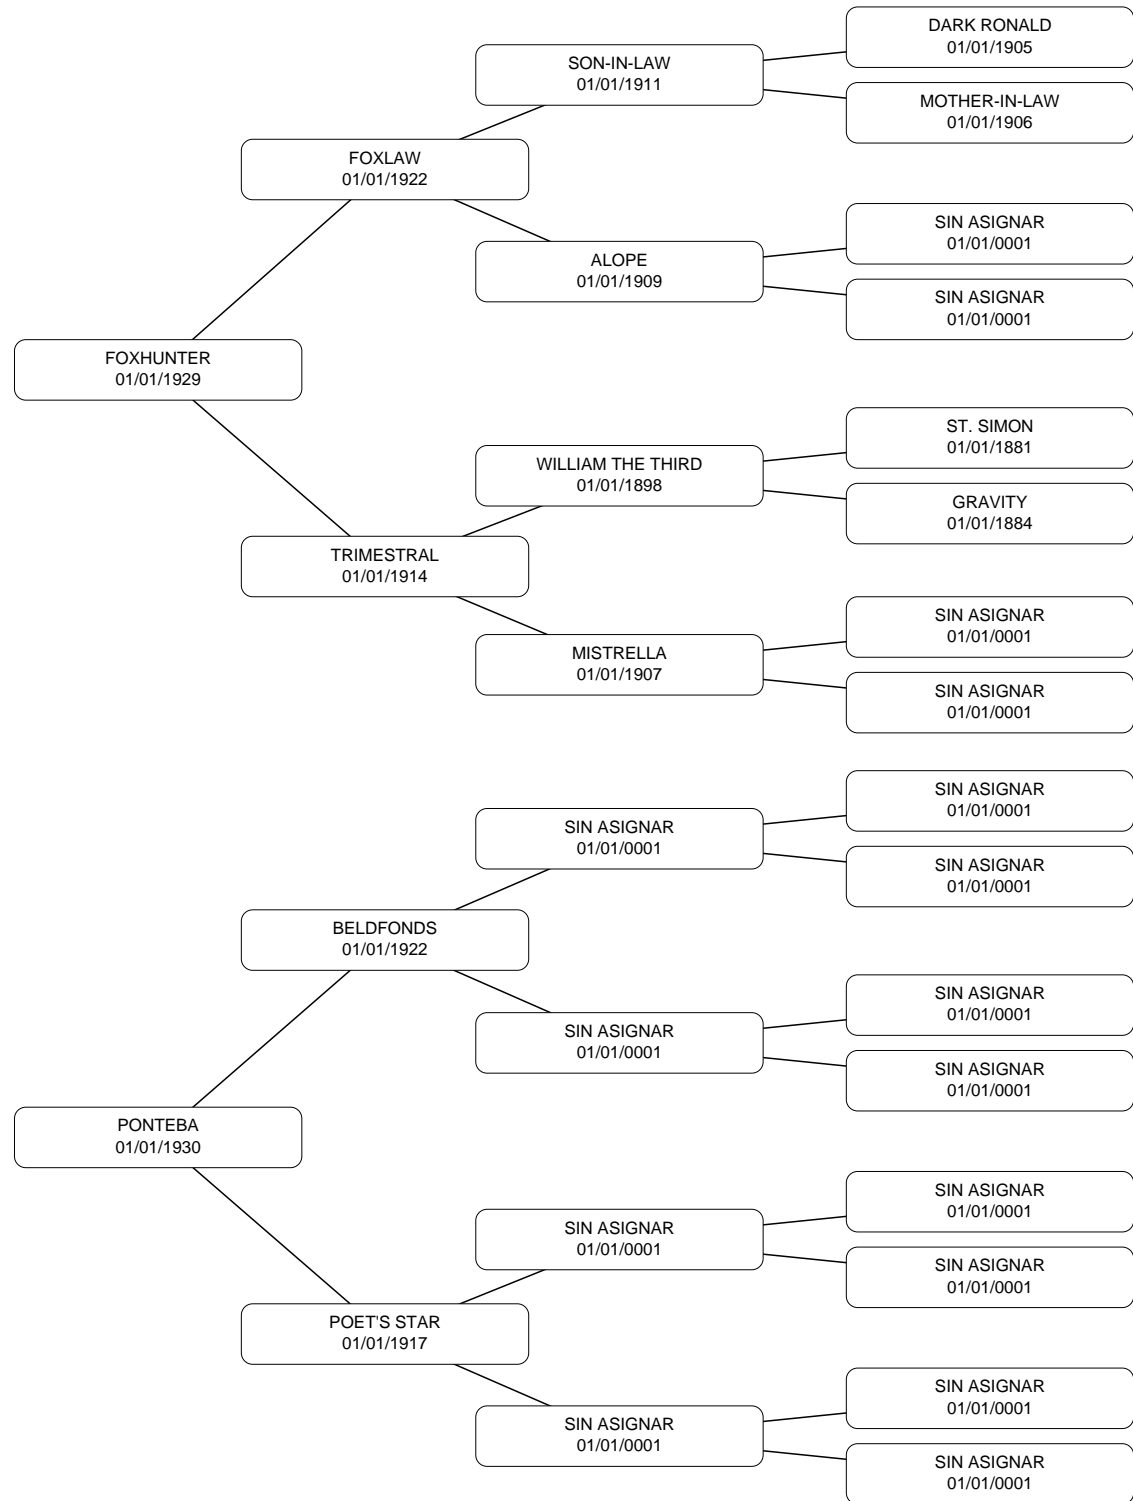 DARK RONALD
01/01/1905
SON-IN-LAW
01/01/1911
MOTHER-IN-LAW
01/01/1906
FOXLAW
01/01/1922
SIN ASIGNAR
01/01/0001
ALOPE
01/01/1909
SIN ASIGNAR
01/01/0001
FOXHUNTER
01/01/1929
ST. SIMON
01/01/1881
WILLIAM THE THIRD
01/01/1898
GRAVITY
01/01/1884
TRIMESTRAL
01/01/1914
SIN ASIGNAR
01/01/0001
MISTRELLA
01/01/1907
SIN ASIGNAR
01/01/0001
SIN ASIGNAR
01/01/0001
SIN ASIGNAR
01/01/0001
SIN ASIGNAR
01/01/0001
BELDFONDS
01/01/1922
SIN ASIGNAR
01/01/0001
SIN ASIGNAR
01/01/0001
SIN ASIGNAR
01/01/0001
PONTEBA
01/01/1930
SIN ASIGNAR
01/01/0001
SIN ASIGNAR
01/01/0001
SIN ASIGNAR
01/01/0001
POET'S STAR
01/01/1917
SIN ASIGNAR
01/01/0001
SIN ASIGNAR
01/01/0001
SIN ASIGNAR
01/01/0001